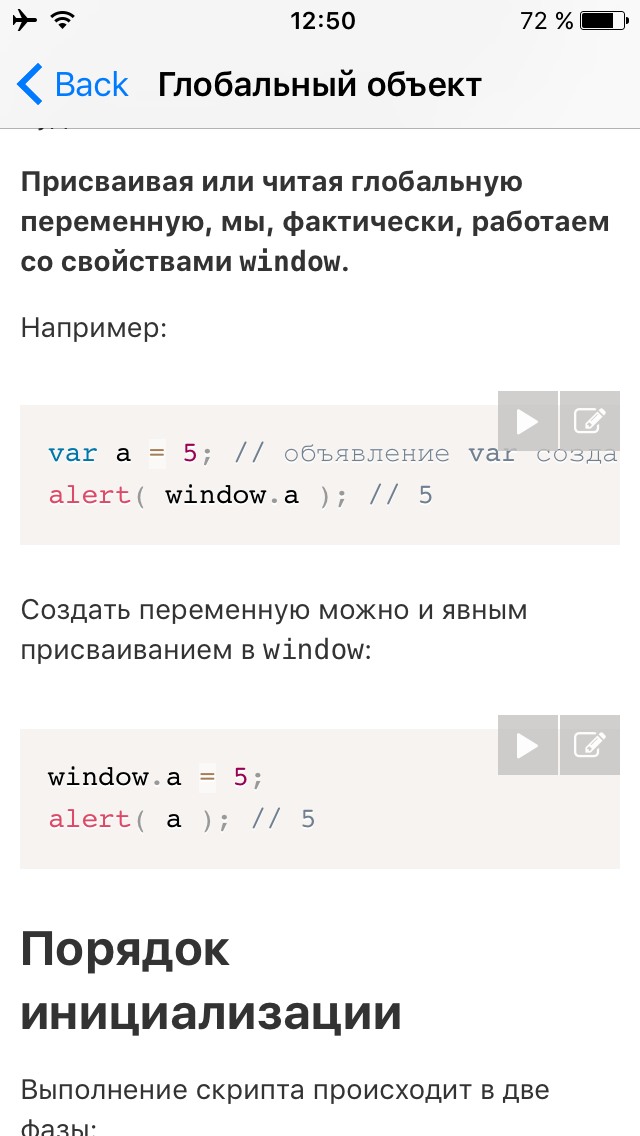 12:50
72 %
Back
Глобальный объект
Присваивая или читая глобальную
переменную, мы, фактически, работаем
со свойствами window.
Например:
var a = 5; // объявление var созда
alert( window.a ); // 5
Создать переменную можно и явным
присваиванием в window:
window.a = 5;
alert( a ); // 5
Порядок
инициализации
Выполнение скрипта происходит в две
фазы: